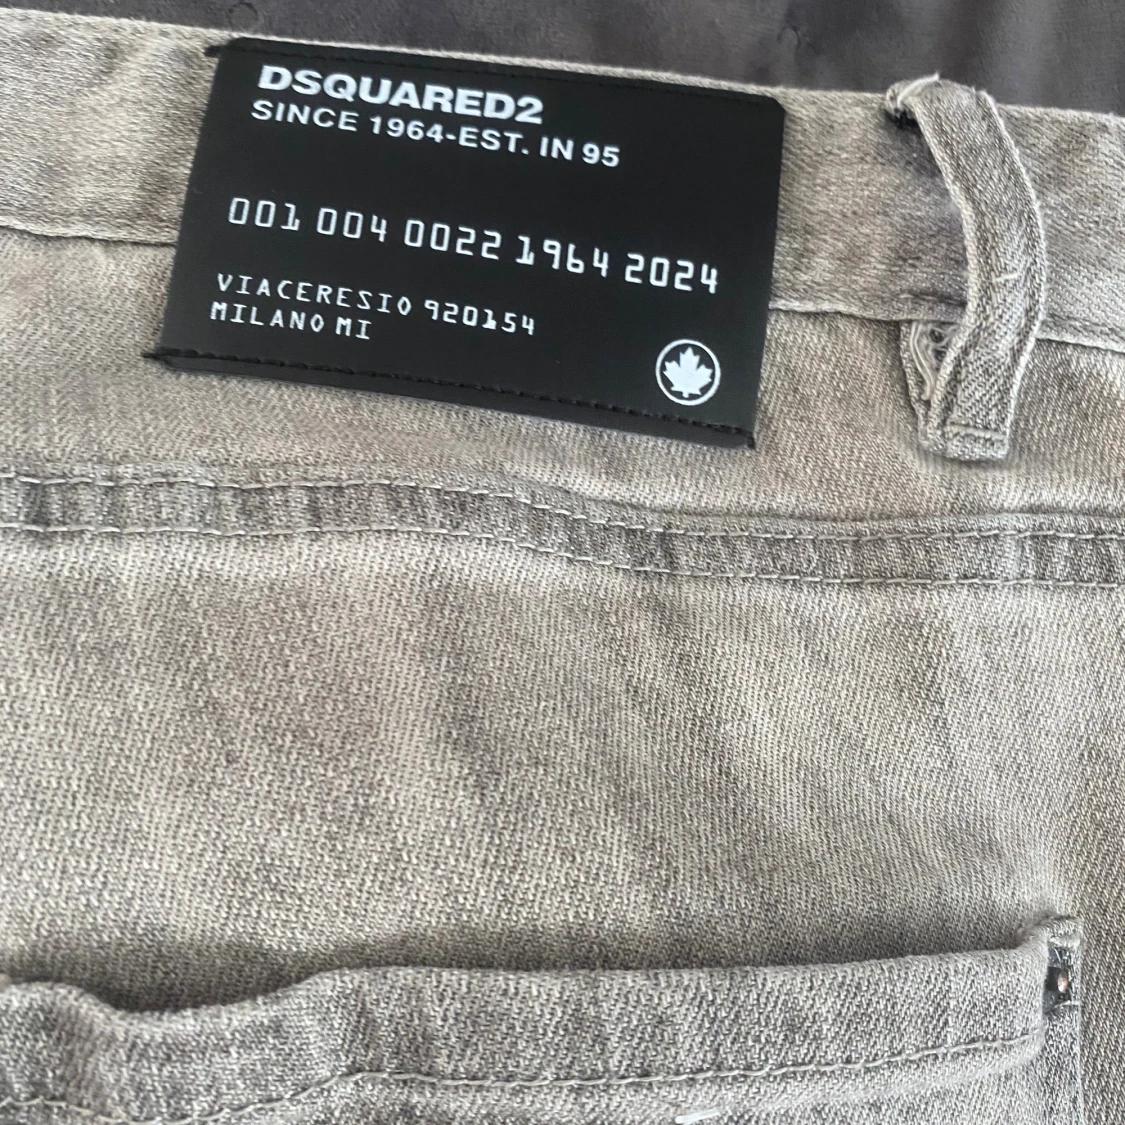 DSQUARED2
SINCE 1964-EST. IN 95
001 004 0022 1964 2024
VIACERESIO 920154
MILANO MI